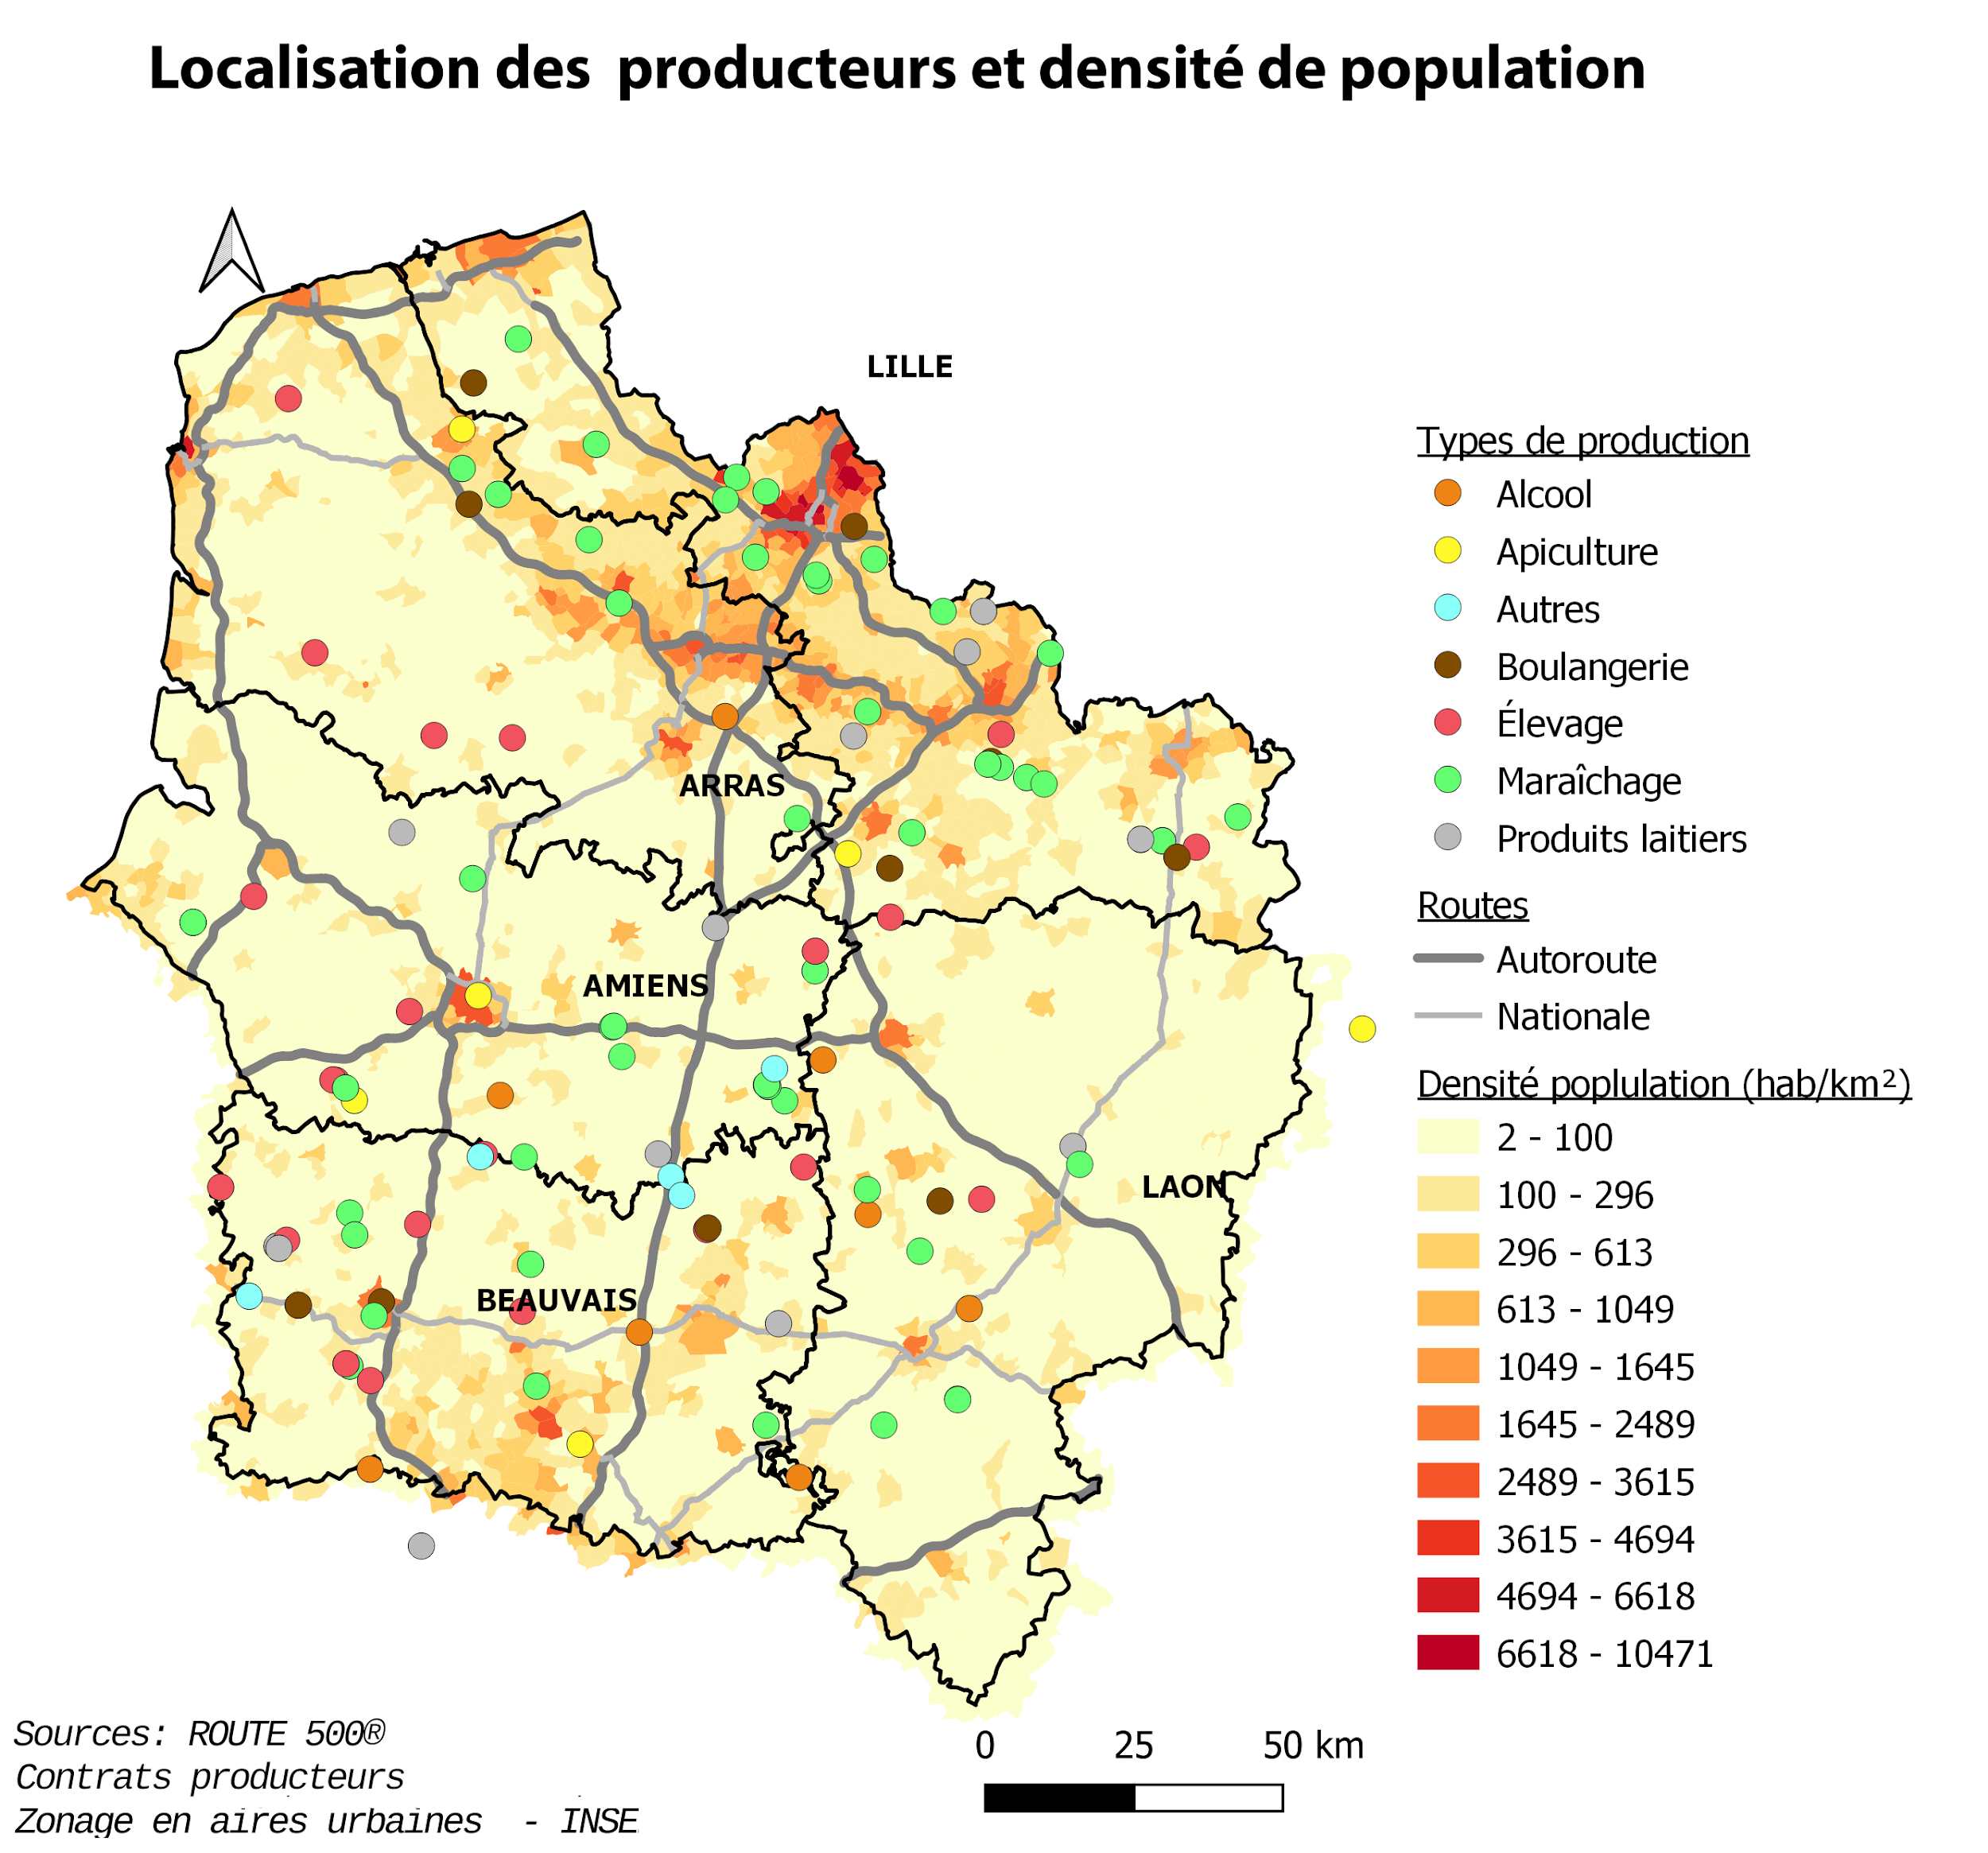 Localisation des  producteurs et densité de population
LILLE
ARRAS
AMIENS
LAON
BEAUVAIS
Types de production
Alcool
Apiculture
Autres
Boulangerie
Élevage
Maraîchage
Produits laitiers
Routes
Autoroute
Nationale
Densité poplulation (hab/km²)
2 - 100
100 - 296
296 - 613
613 - 1049
1049 - 1645
1645 - 2489
2489 - 3615
3615 - 4694
4694 - 6618
6618 - 10471
Sources: ROUTE 500®
Contrats producteurs
Zonage en aires urbaines  - INSE
0 25 50 km